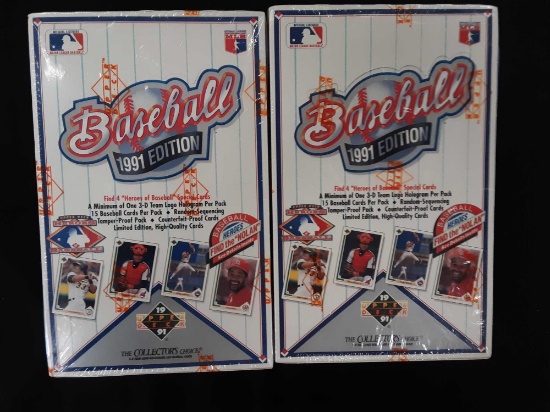 Baseball
1991 EDITION
Find 4 "Heroes of Baseball" Special Cards
A Minimum of One 3-D Team Logo Hologram Per Pack
15 Baseball Cards Per Pack ♦ Random-Sequencing
Tamper-Proof Pack ♦ Counterfeit-Proof Cards
Limited Edition, High-Quality Cards
BASEBALL
HEROES
FIND the "NOLAN"
19
UPPER
DECK
91
THE COLLECTOR'S CHOICE
Baseball
1991 EDITION
Find 4 "Heroes of Baseball" Special Cards
A Minimum of One 3-D Team Logo Hologram Per Pack
15 Baseball Cards Per Pack ♦ Random-Sequencing
Tamper-Proof Pack ♦ Counterfeit-Proof Cards
Limited Edition, High-Quality Cards
BASEBALL
HEROES
FIND the "NOLAN"
19
UPPER
DECK
91
THE COLLECTOR'S CHOICE